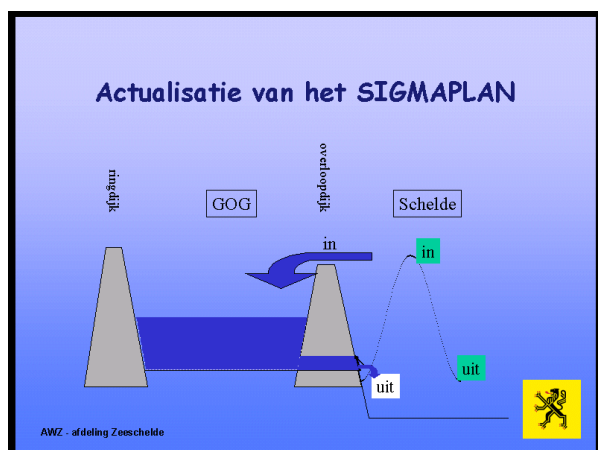 Actualisatie van het SIGMAPLAN
ringdijk
GOG
overloopdijk
Schelde
in
in
uit
uit
AWZ - afdeling Zeeschelde